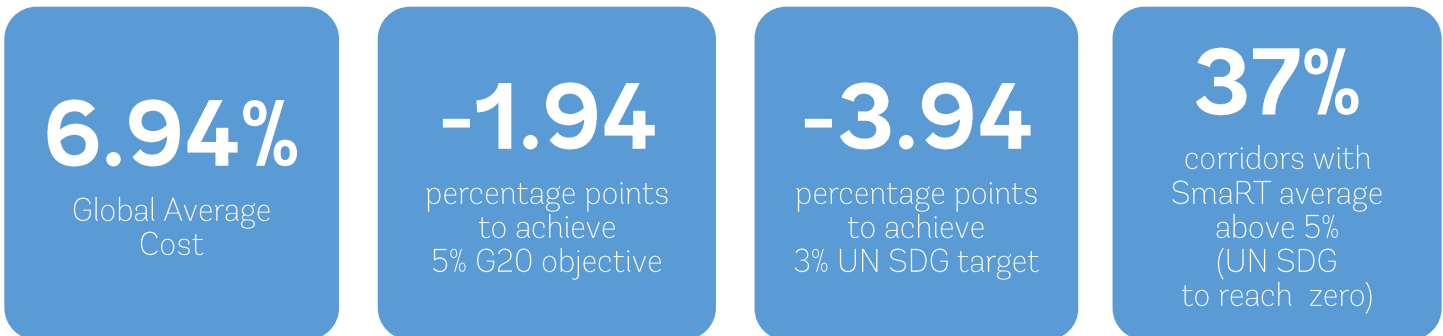 6.94%
Global Average
Cost
-1.94
percentage points
to achieve
5% G20 objective
-3.94
percentage points
to achieve
3% UN SDG target
37%
corridors with
SmaRT average
above 5%
(UN SDG
to reach  zero)